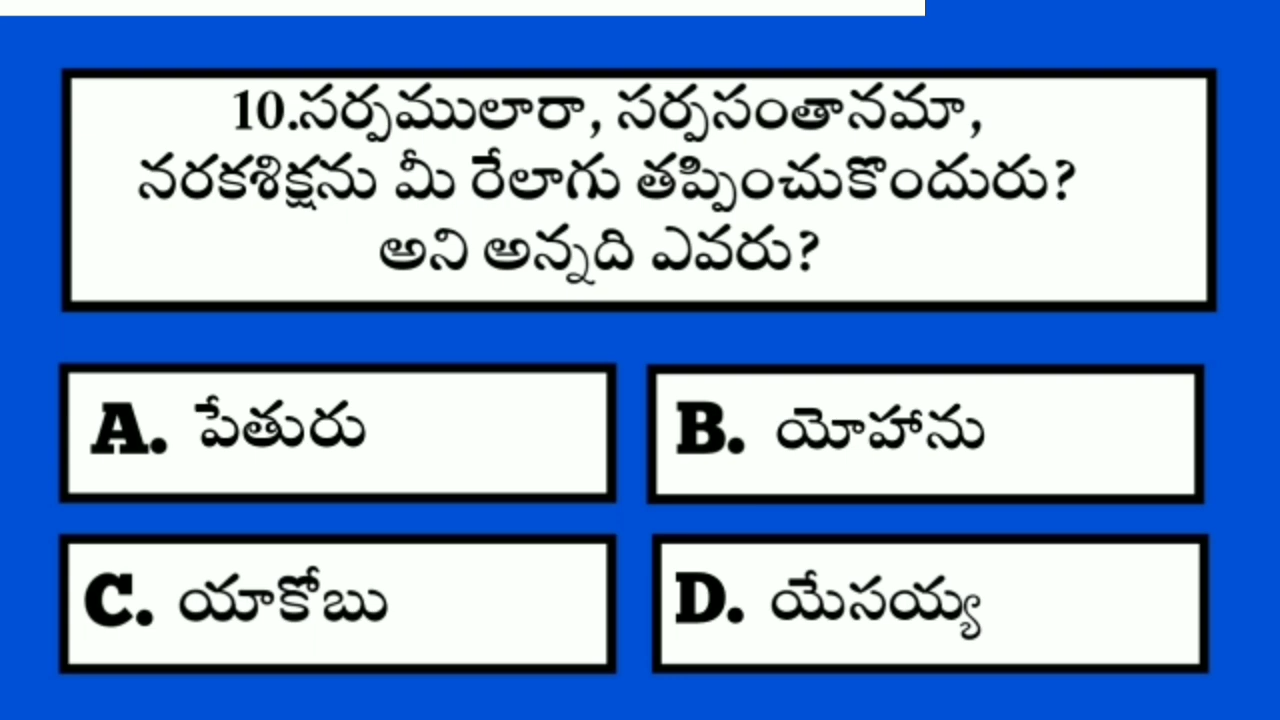 10.సర్పములారా, సర్పసంతానమా,
నరకశిక్షను మీ రేలాగు తప్పించుకొందురు?
అని అన్నది ఎవరు?
A. పేతురు
B. యోహాను
C. యాకోబు
D. యేసయ్య